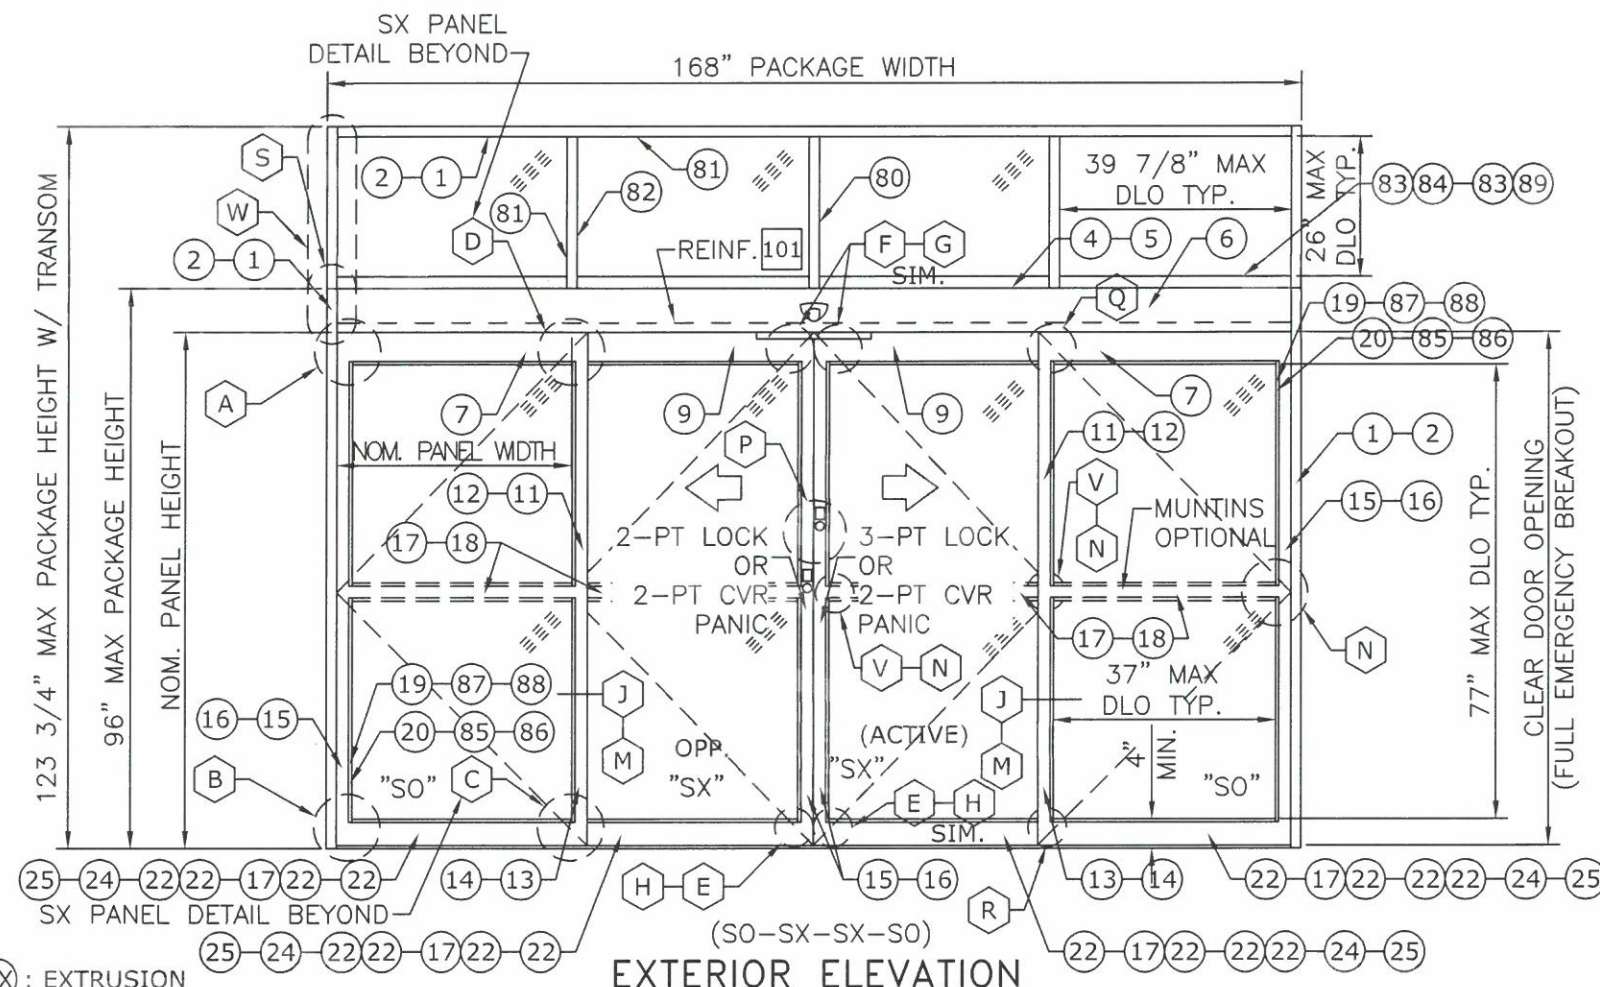 SX PANEL
DETAIL BEYOND
168" PACKAGE WIDTH
S
2 1
81
82
81
80
39 7/8" MAX
DLO TYP.
26" MAX
DLO TYP.
83 84 83 89
W
D
REINF. 101
F G
SIM.
4 5
6
2 1
Q
19 87 88
20 85 86
A
7
9
9
7
P
11 12
1 2
NOM. PANEL WIDTH
12 11
V
N
15 16
17 18
2-PT LOCK
OR
2-PT CVR
PANIC
3-PT LOCK
OR
2-PT CVR
PANIC
MUNTINS
OPTIONAL
17 18
N
V N
19 87 88
20 85 86
J
M
J
M
37" MAX
DLO TYP.
16 15
B
"SO"
C
OPP.
"SX"
(ACTIVE)
"SX"
4"
MIN.
"SO"
E H
SIM.
123 3/4" MAX PACKAGE HEIGHT W/ TRANSOM
96" MAX PACKAGE HEIGHT
NOM. PANEL HEIGHT
77" MAX DLO TYP.
CLEAR DOOR OPENING
(FULL EMERGENCY BREAKOUT)
25 24 22 22 17 22 22
14 13
H E
15 16
13 14
22 17 22 22 22 24 25
SX PANEL DETAIL BEYOND
R
25 24 22 22 17 22 22
(SO-SX-SX-SO)
22 17 22 22 22 24 25
X : EXTRUSION
EXTERIOR ELEVATION